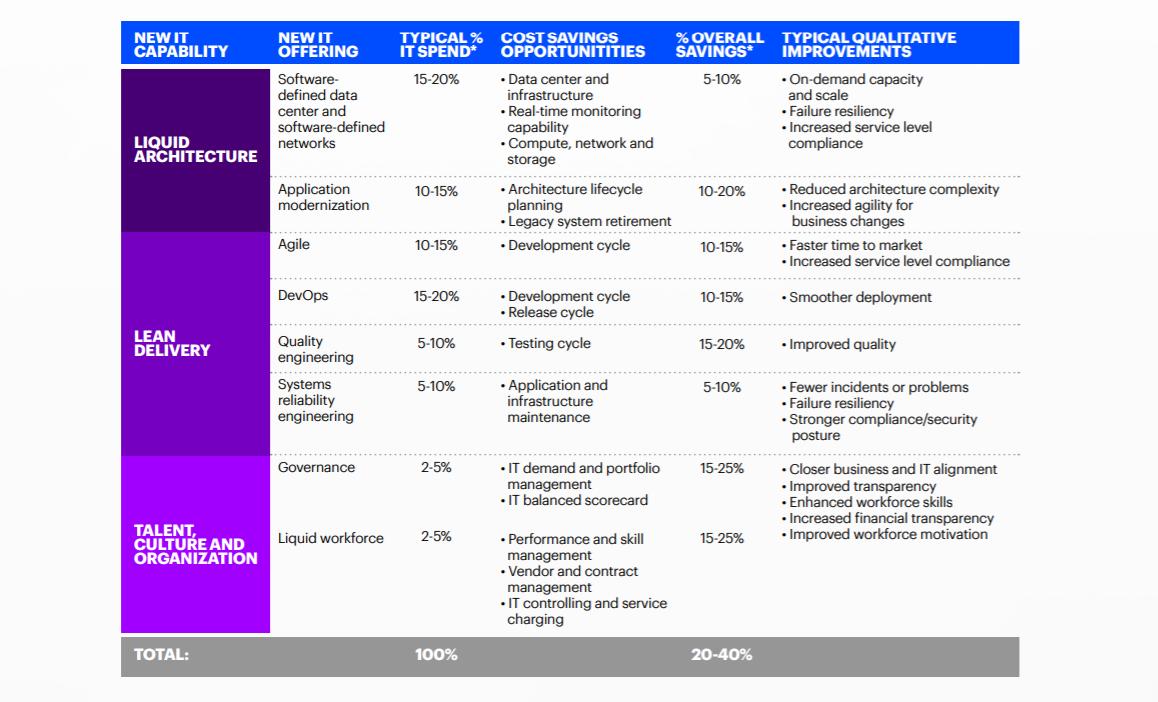 NEW IT CAPABILITY
NEW IT OFFERING
TYPICAL % IT SPEND*
COST SAVINGS OPPORTUNITITIES
% OVERALL SAVINGS*
TYPICAL QUALITATIVE IMPROVEMENTS
LIQUID
ARCHITECTURE
Software-
defined data
center and
software-defined
networks
15-20%
• Data center and
infrastructure
• Real-time monitoring
capability
• Compute, network and
storage
5-10%
• On-demand capacity
and scale
• Failure resiliency
• Increased service level
compliance
Application
modernization
10-15%
• Architecture lifecycle
planning
• Legacy system retirement
10-20%
• Reduced architecture complexity
• Increased agility for
business changes
LEAN
DELIVERY
Agile
10-15%
• Development cycle
10-15%
• Faster time to market
• Increased service level compliance
DevOps
15-20%
• Development cycle
• Release cycle
10-15%
• Smoother deployment
Quality
engineering
5-10%
• Testing cycle
15-20%
• Improved quality
Systems
reliability
engineering
5-10%
• Application and
infrastructure
maintenance
5-10%
• Fewer incidents or problems
• Failure resiliency
• Stronger compliance/security
posture
TALENT,
CULTURE AND
ORGANIZATION
Governance
2-5%
• IT demand and portfolio
management
• IT balanced scorecard
15-25%
• Closer business and IT alignment
• Improved transparency
• Enhanced workforce skills
• Increased financial transparency
• Improved workforce motivation
Liquid workforce
2-5%
• Performance and skill
management
• Vendor and contract
management
• IT controlling and service
charging
15-25%
TOTAL:
100%
20-40%